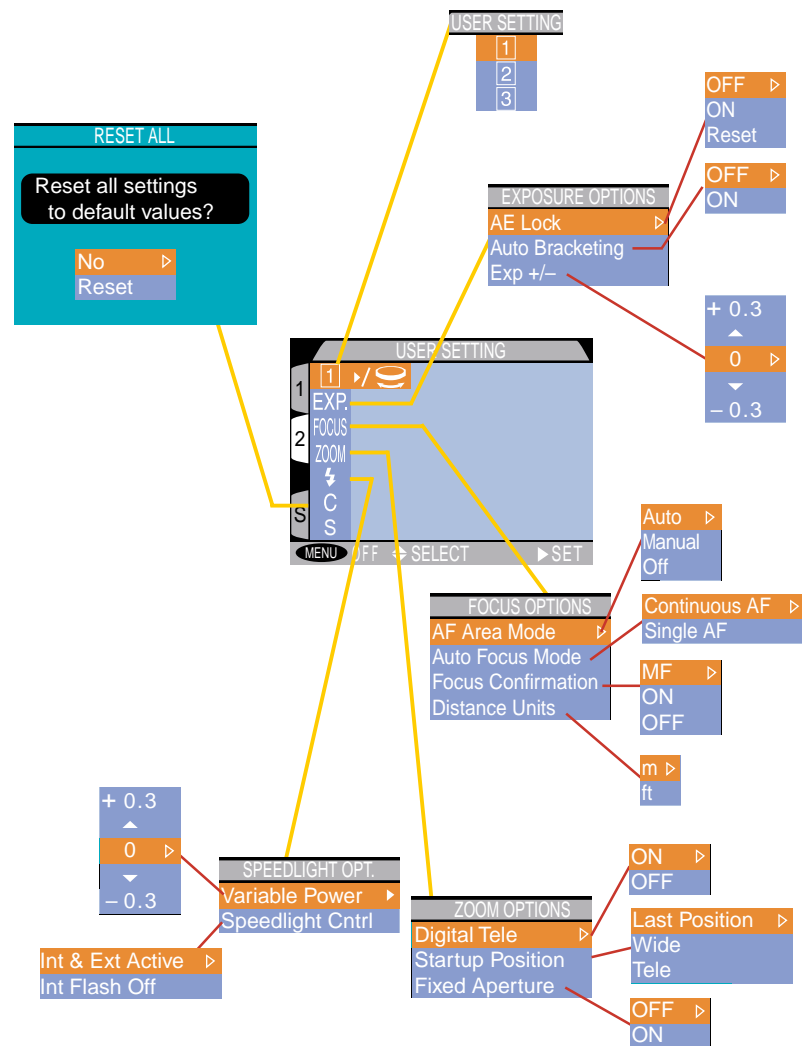 USER SETTING
1
2
3
OFF
ON
Reset
RESET ALL
Reset all settings
to default values?
No
Reset
OFF
ON
EXPOSURE OPTIONS
AE Lock
Auto Bracketing
Exp +/–
+ 0.3
0
– 0.3
USER SETTING
1
1 /
EXP.
2
FOCUS
ZOOM
C
S
S
MENU OFF SELECT SET
Auto
Manual
Off
FOCUS OPTIONS
AF Area Mode
Auto Focus Mode
Focus Confirmation
Distance Units
Continuous AF
Single AF
MF
ON
OFF
m
ft
+ 0.3
0
– 0.3
SPEEDLIGHT OPT.
Variable Power
Speedlight Cntrl
Int & Ext Active
Int Flash Off
ZOOM OPTIONS
Digital Tele
Startup Position
Fixed Aperture
ON
OFF
Last Position
Wide
Tele
OFF
ON